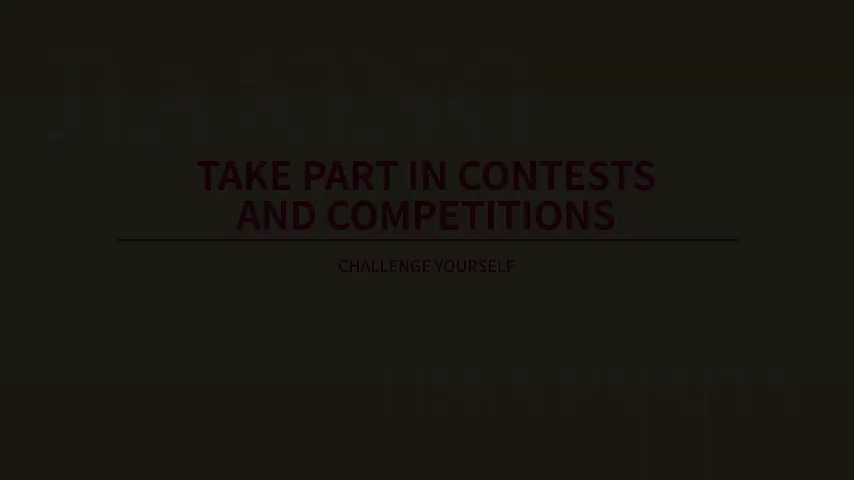 TAKE PART IN CONTESTS
AND COMPETITIONS
CHALLENGE YOURSELF